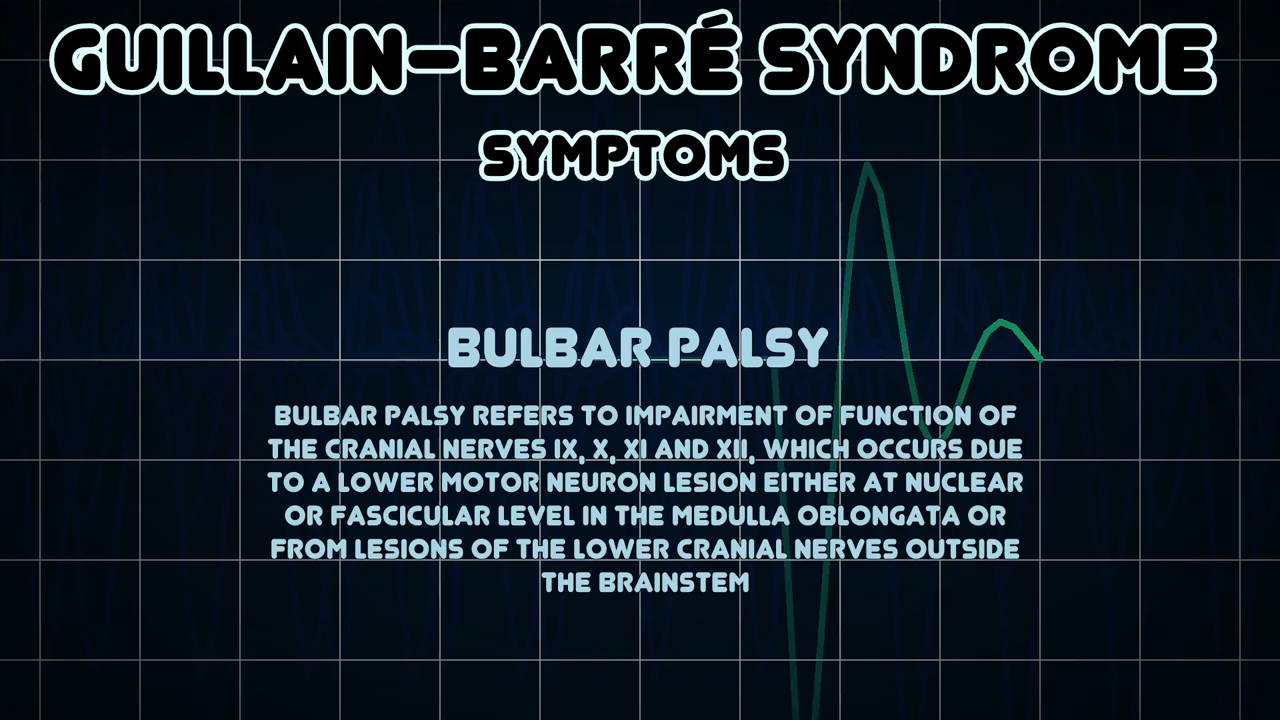 GUILLAIN-BARRÉ SYNDROME
SYMPTOMS
BULBAR PALSY
BULBAR PALSY REFERS TO IMPAIRMENT OF FUNCTION OF
THE CRANIAL NERVES IX, X, XI AND XII, WHICH OCCURS DUE
TO A LOWER MOTOR NEURON LESION EITHER AT NUCLEAR
OR FASCICULAR LEVEL IN THE MEDULLA OBLONGATA OR
FROM LESIONS OF THE LOWER CRANIAL NERVES OUTSIDE
THE BRAINSTEM